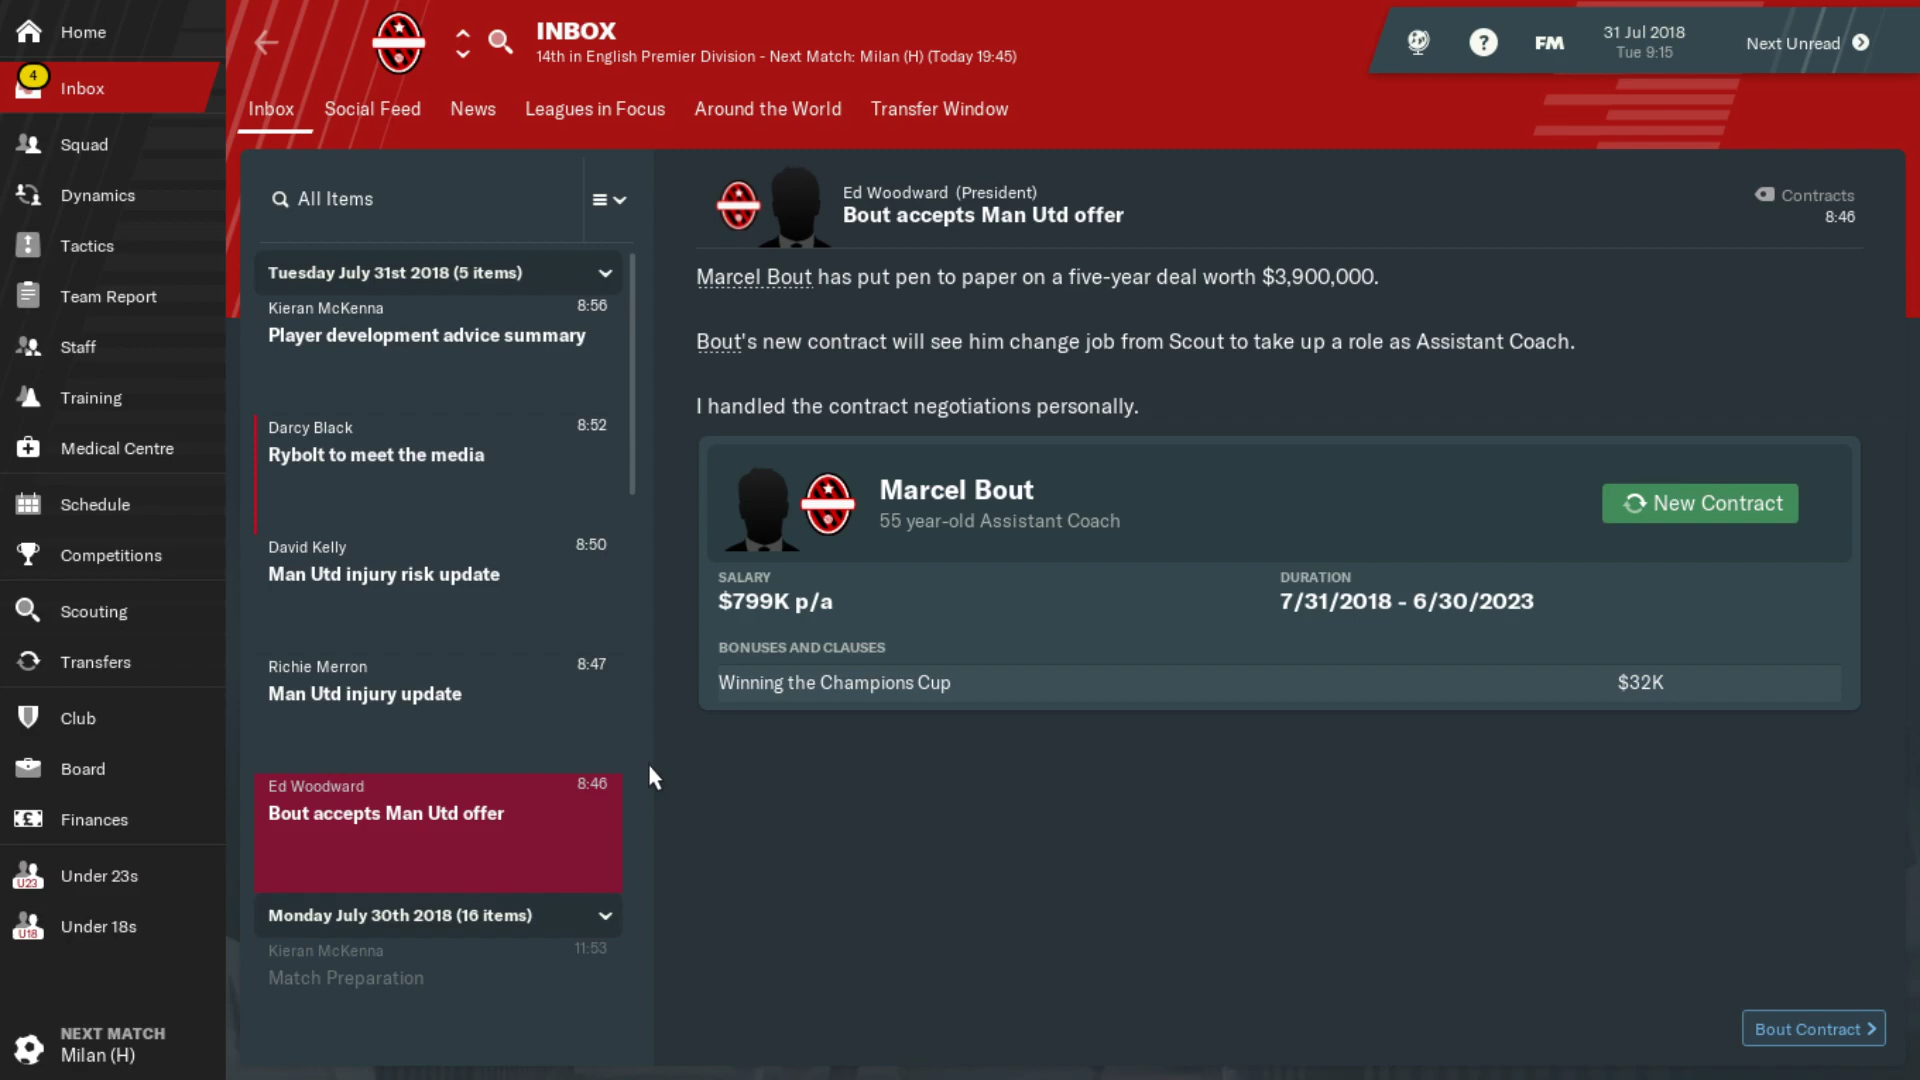 Home
4
Inbox
Squad
Dynamics
Tactics
Team Report
Staff
Training
Medical Centre
Schedule
Competitions
Scouting
Transfers
Club
Board
Finances
U23
Under 23s
U18
Under 18s
NEXT MATCH
Milan (H)
INBOX
14th in English Premier Division - Next Match: Milan (H) (Today 19:45)
?
FM
31 Jul 2018
Tue 9:15
Next Unread
Inbox
Social Feed
News
Leagues in Focus
Around the World
Transfer Window
All Items
Tuesday July 31st 2018 (5 items)
Kieran McKenna 8:56
Player development advice summary
Darcy Black 8:52
Rybolt to meet the media
David Kelly 8:50
Man Utd injury risk update
Richie Merron 8:47
Man Utd injury update
Ed Woodward 8:46
Bout accepts Man Utd offer
Monday July 30th 2018 (16 items)
Kieran McKenna 11:53
Match Preparation
Ed Woodward (President)
Bout accepts Man Utd offer
Contracts
8:46
Marcel Bout has put pen to paper on a five-year deal worth $3,900,000.
Bout's new contract will see him change job from Scout to take up a role as Assistant Coach.
I handled the contract negotiations personally.
Marcel Bout
55 year-old Assistant Coach
New Contract
SALARY
$799K p/a
DURATION
7/31/2018 - 6/30/2023
BONUSES AND CLAUSES
Winning the Champions Cup $32K
Bout Contract